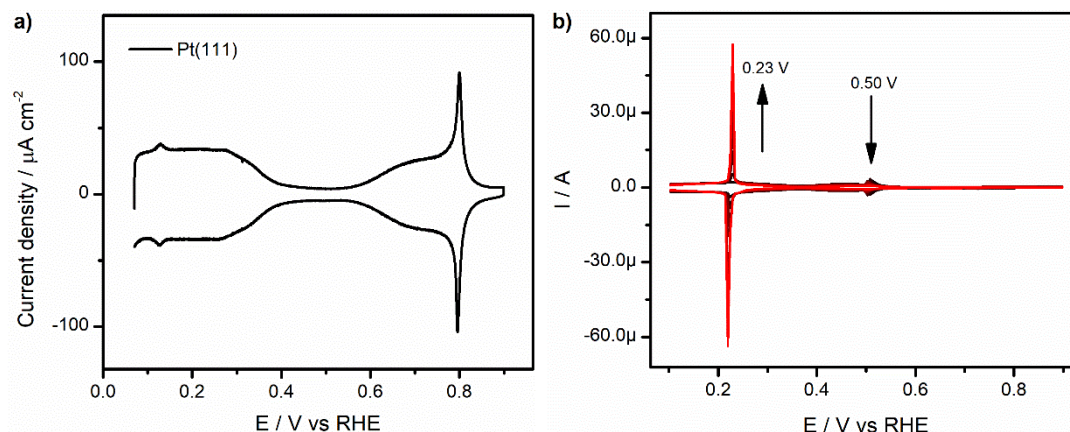 a)
Pt(111)
100
0
-100
Current density / µA cm⁻²
0.0
0.2
0.4
0.6
0.8
E / V vs RHE
b)
0.23 V
0.50 V
60.0µ
30.0µ
0.0
-30.0µ
-60.0µ
I / A
0.2
0.4
0.6
0.8
E / V vs RHE